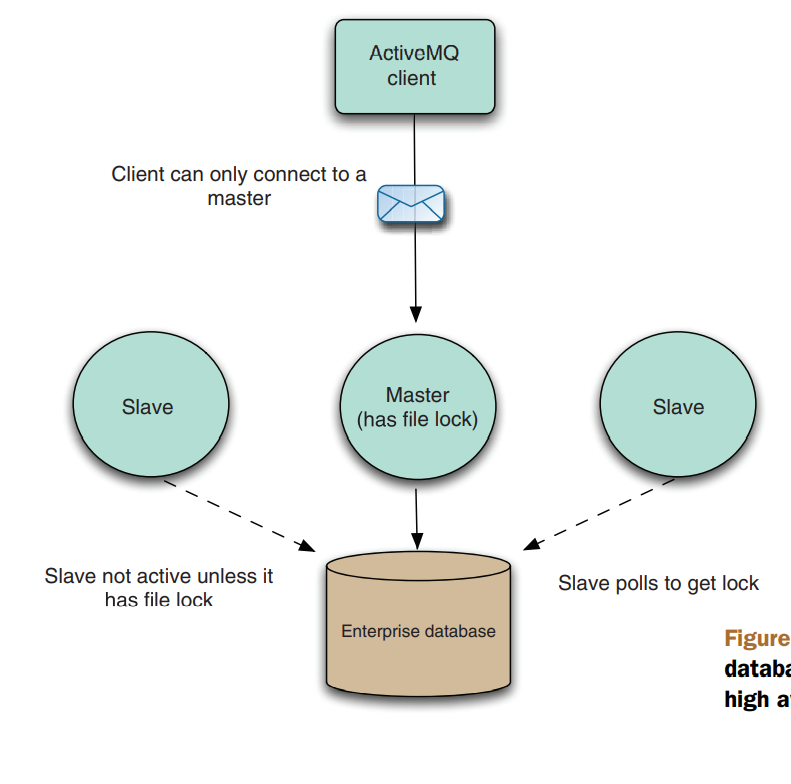 ActiveMQ
client
Client can only connect to a
master
Slave
Master
(has file lock)
Slave
Slave not active unless it
has file lock
Slave polls to get lock
Enterprise database
Figure
high